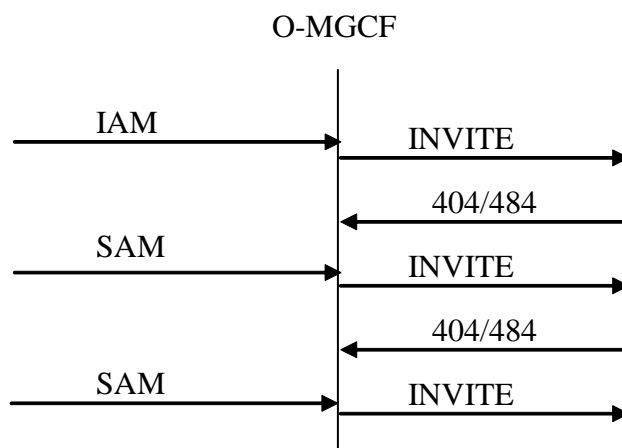 O-MGCF
IAM
INVITE
404/484
SAM
INVITE
404/484
SAM
INVITE